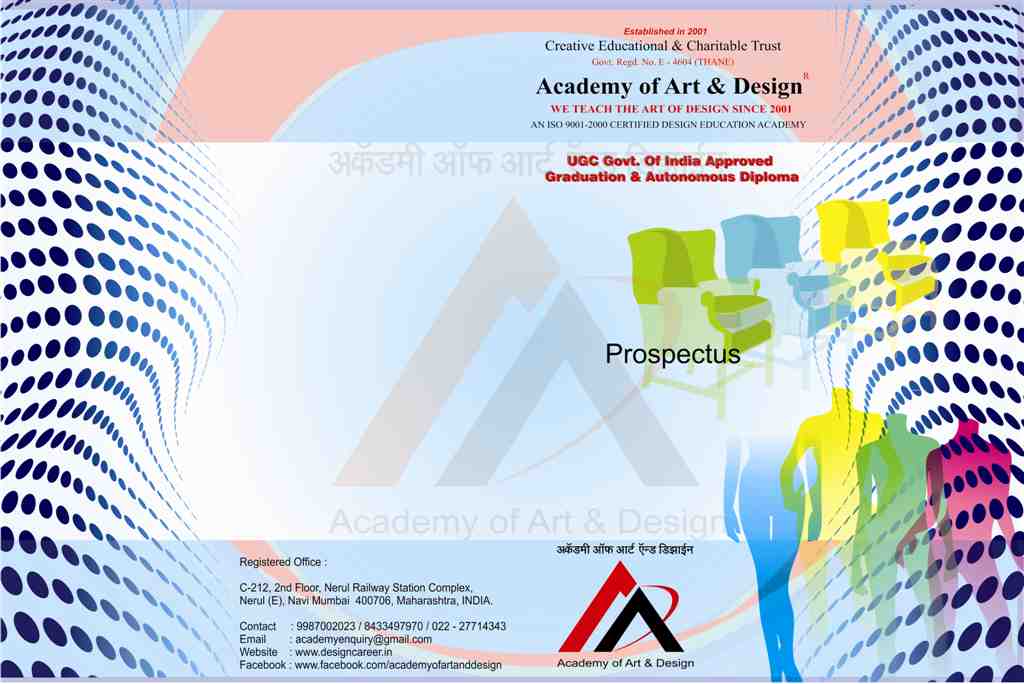 Established in 2001
Creative Educational & Charitable Trust
Govt. Regd. No. E - 4604 (THANE)
Academy of Art & Design R
WE TEACH THE ART OF DESIGN SINCE 2001
AN ISO 9001-2000 CERTIFIED DESIGN EDUCATION ACADEMY
UGC Govt. Of India Approved
Graduation & Autonomous Diploma
अकॅडमी ऑफ आर्ट
Prospectus
Academy of Art & Design
Registered Office :
C-212, 2nd Floor, Nerul Railway Station Complex,
Nerul (E), Navi Mumbai 400706, Maharashtra, INDIA.
Contact : 9987002023 / 8433497970 / 022 - 27714343
Email : academyenquiry@gmail.com
Website : www.designcareer.in
Facebook : www.facebook.com/academyofartanddesign
अकॅडमी ऑफ आर्ट ऍन्ड डिझाईन
Academy of Art & Design